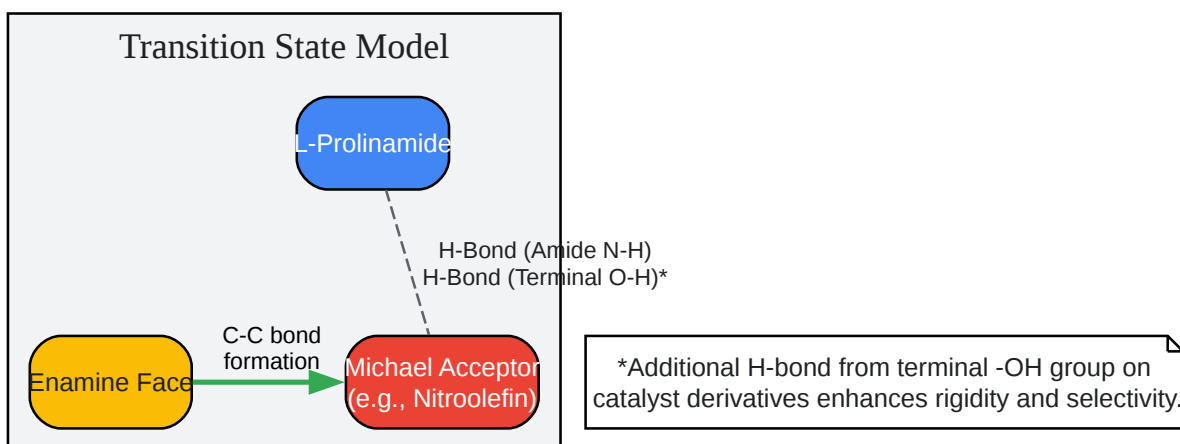 Transition State Model
L-Prolinamide
H-Bond (Amide N-H)
H-Bond (Terminal O-H)*
C-C bond
formation
Enamine Face
Michael Acceptor
(e.g., Nitroolefin)
*Additional H-bond from terminal -OH group on
catalyst derivatives enhances rigidity and selectivity.